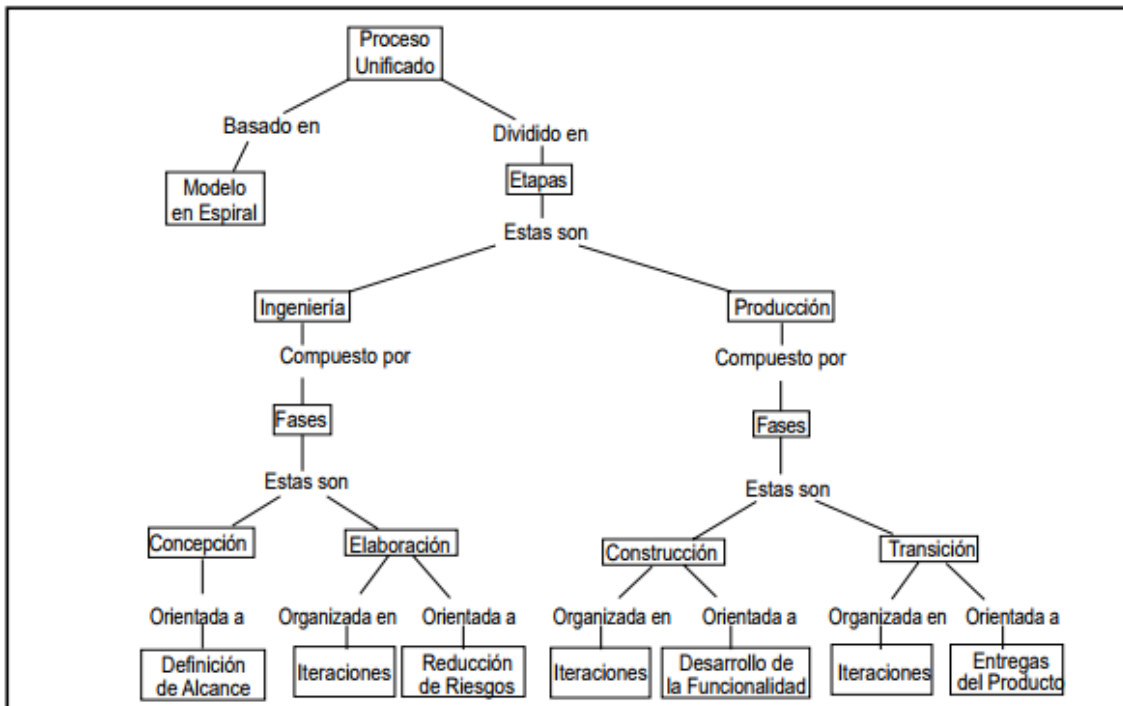 Proceso
Unificado
Basado en
Dividido en
Modelo
en Espiral
Etapas
Estas son
Ingeniería
Producción
Compuesto por
Compuesto por
Fases
Fases
Estas son
Estas son
Concepción
Elaboración
Construcción
Transición
Orientada a
Organizada en
Orientada a
Organizada en
Orientada a
Organizada en
Orientada a
Definición
de Alcance
Iteraciones
Reducción
de Riesgos
Iteraciones
Desarrollo de
la Funcionalidad
Iteraciones
Entregas
del Producto